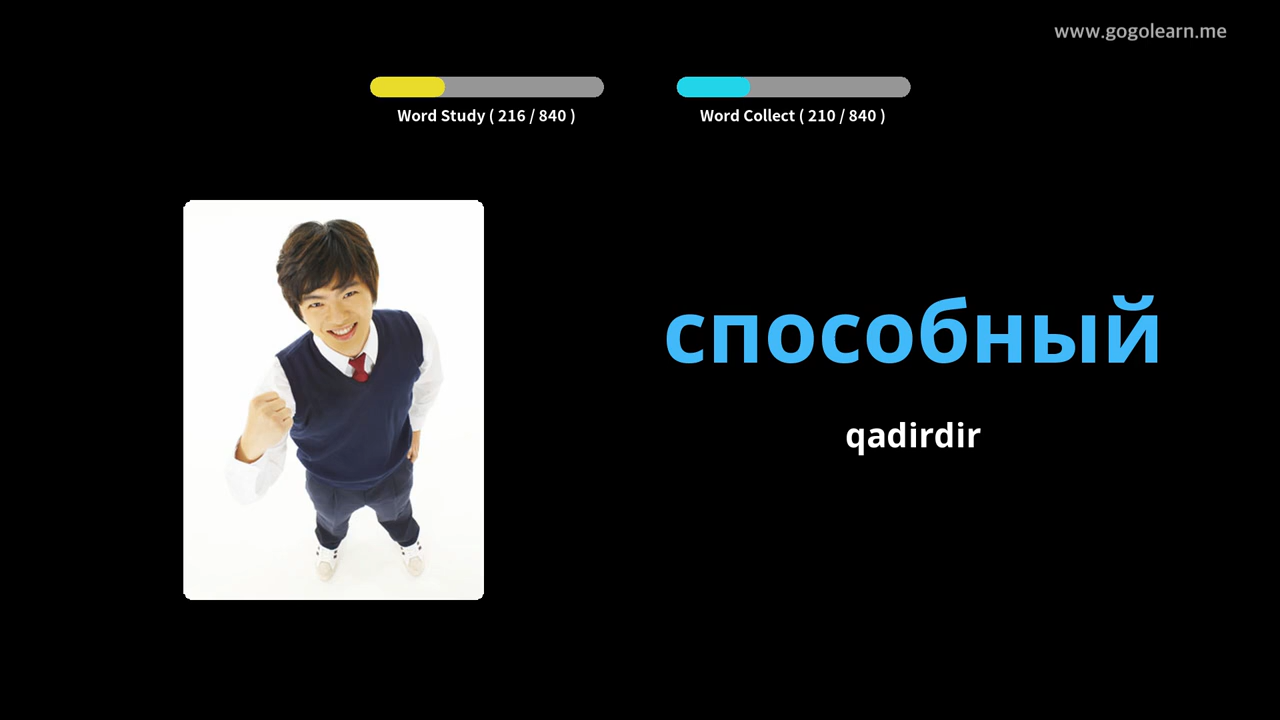 www.gogolearn.me
Word Study ( 216 / 840 )
Word Collect ( 210 / 840 )
способный
qadirdir